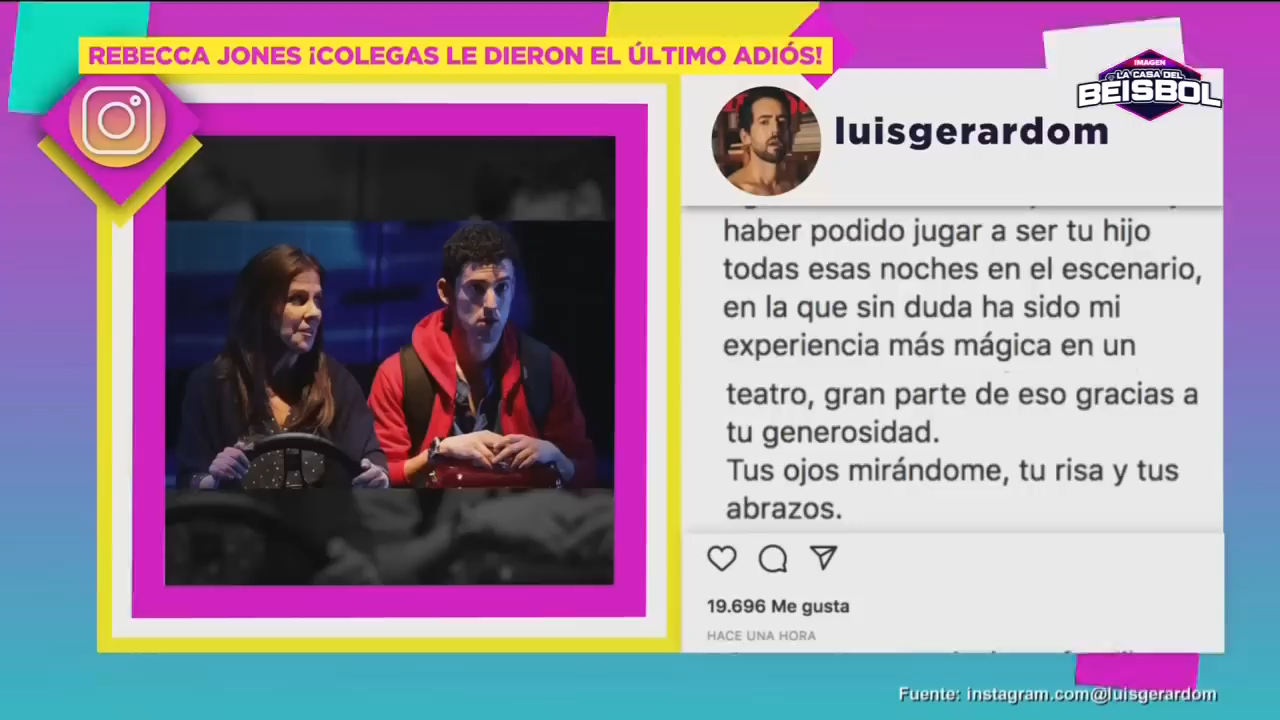 REBECCA JONES ¡COLEGAS LE DIERON EL ÚLTIMO ADIÓS!
IMAGEN
LA CASA DEL
BEISBOL
luisgerardom
haber podido jugar a ser tu hijo
todas esas noches en el escenario,
en la que sin duda ha sido mi
experiencia más mágica en un
teatro, gran parte de eso gracias a
tu generosidad.
Tus ojos mirándome, tu risa y tus
abrazos.
19.696 Me gusta
HACE UNA HORA
Fuente: instagram.com@luisgerardom